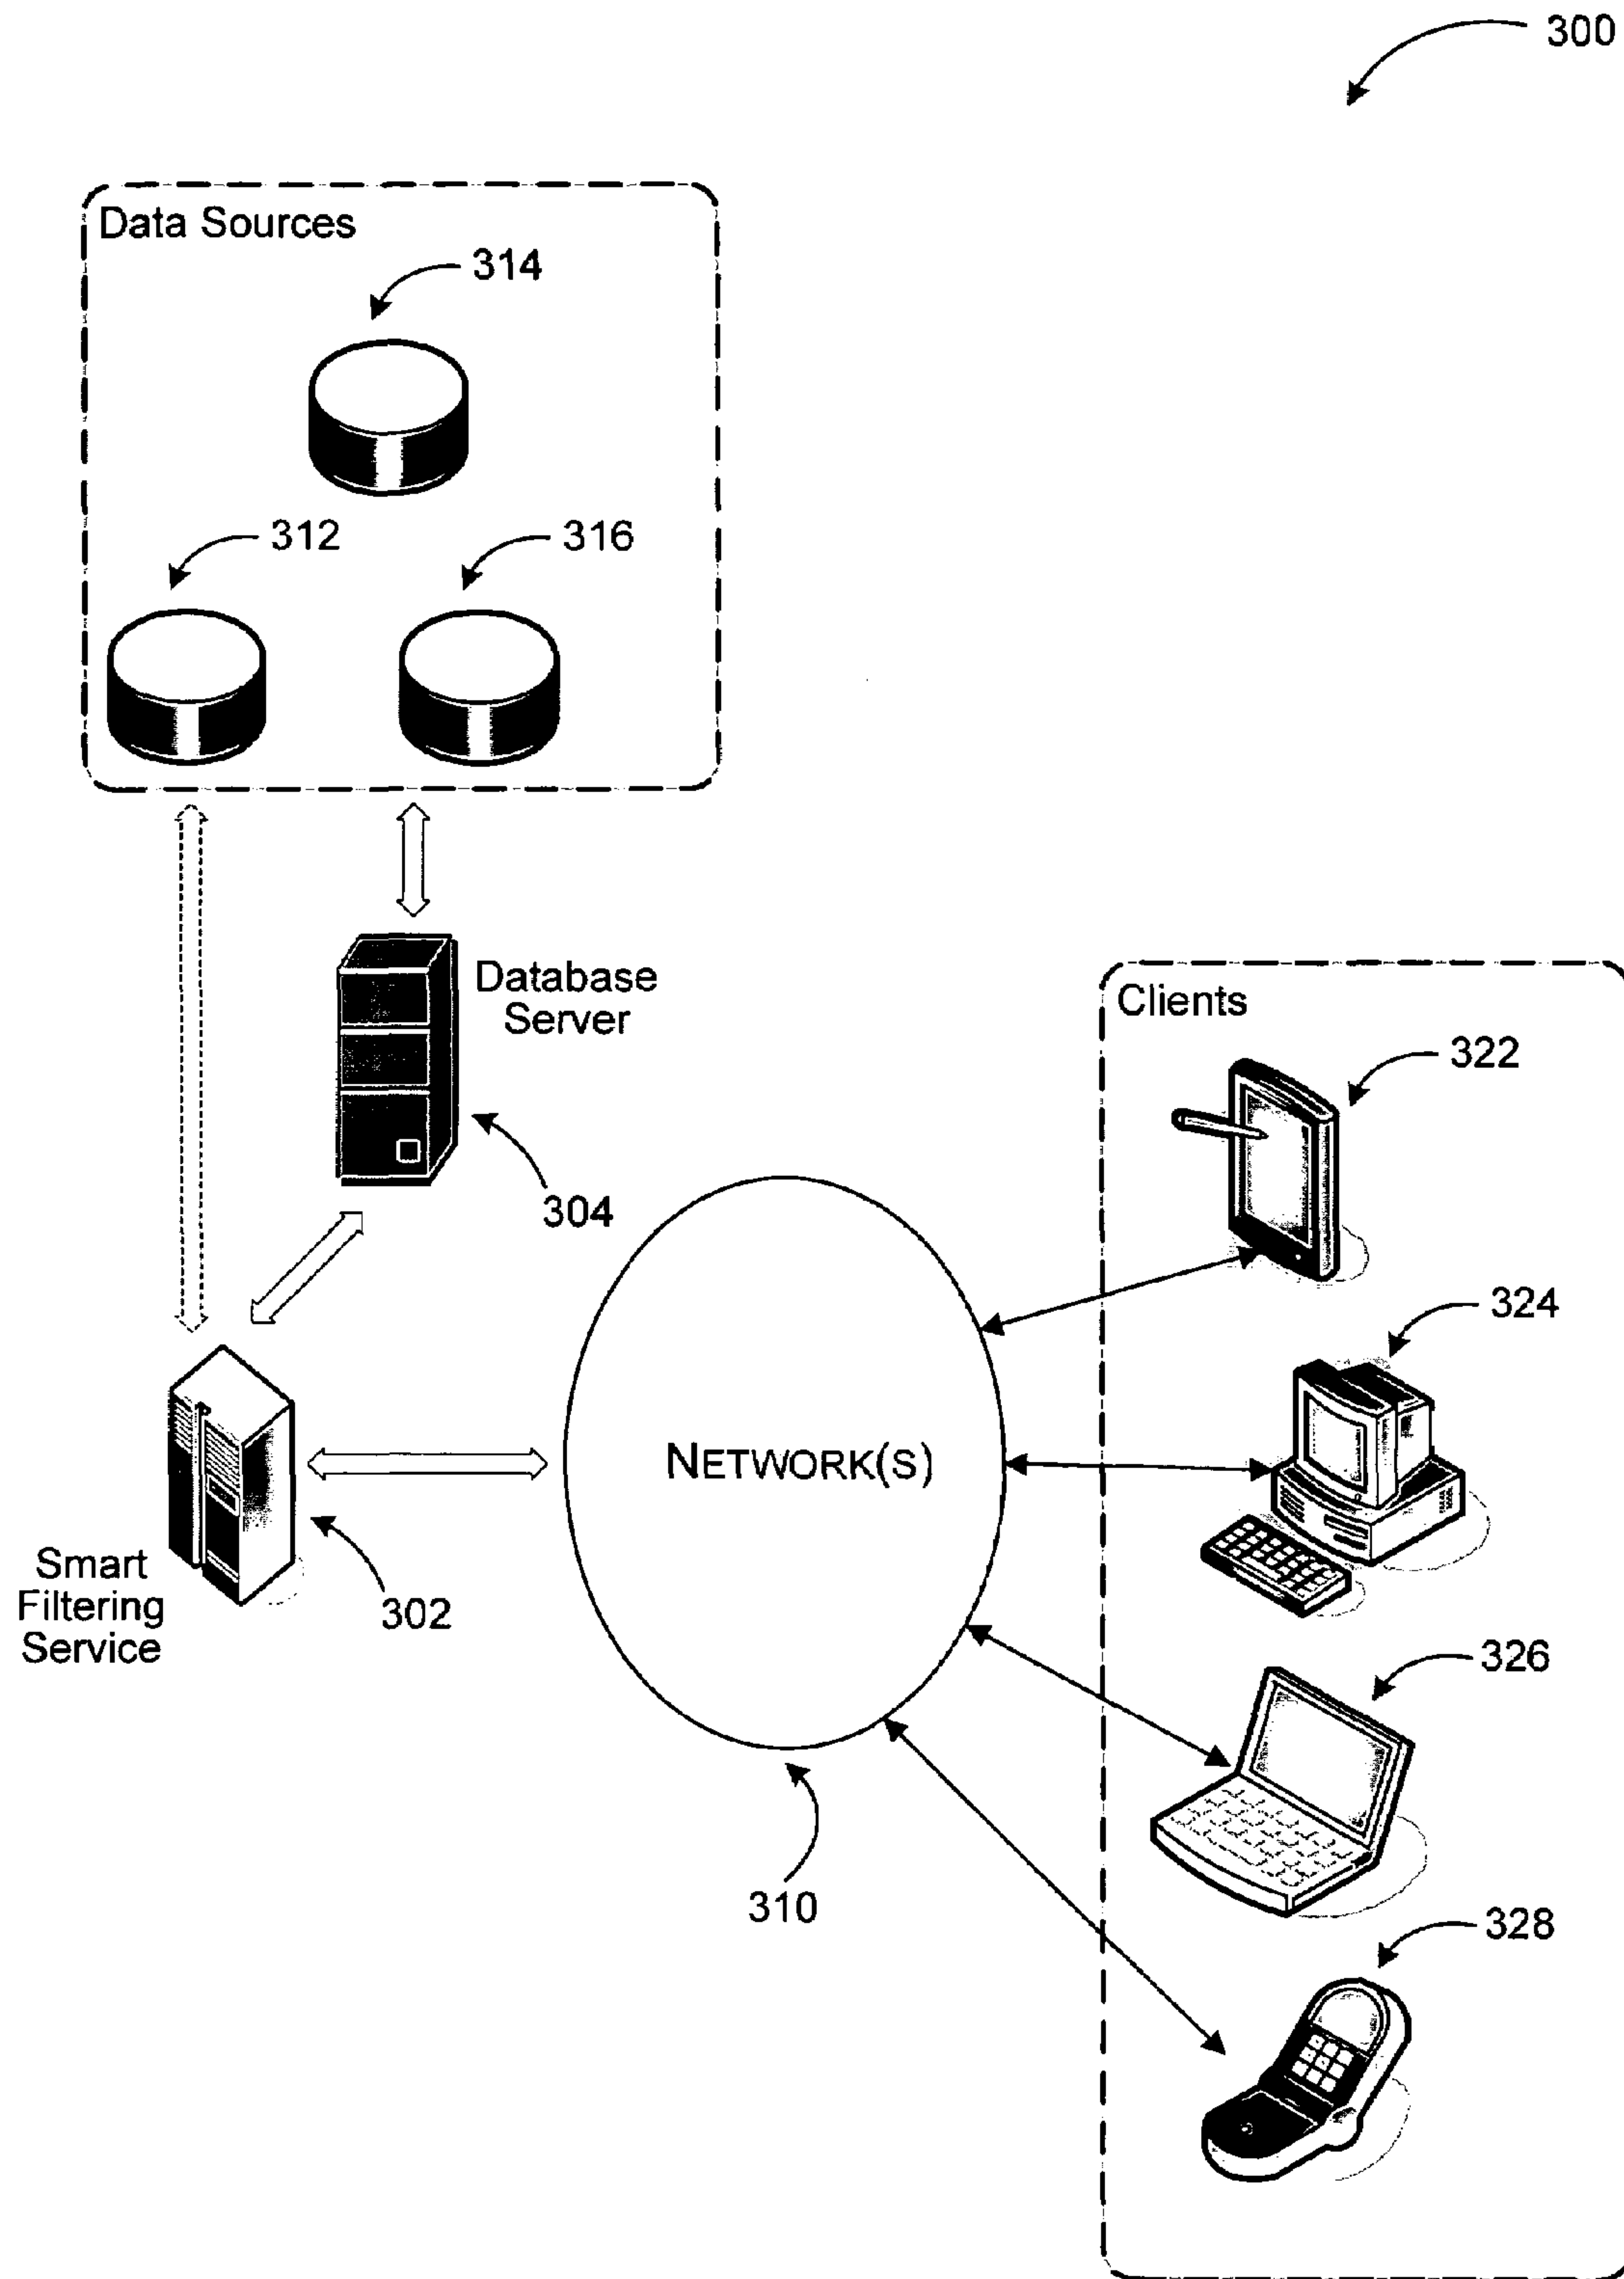 300
Data Sources
314
312
316
Database
Server
304
Clients
322
324
NETWORK(S)
Smart
Filtering
Service
302
326
310
328